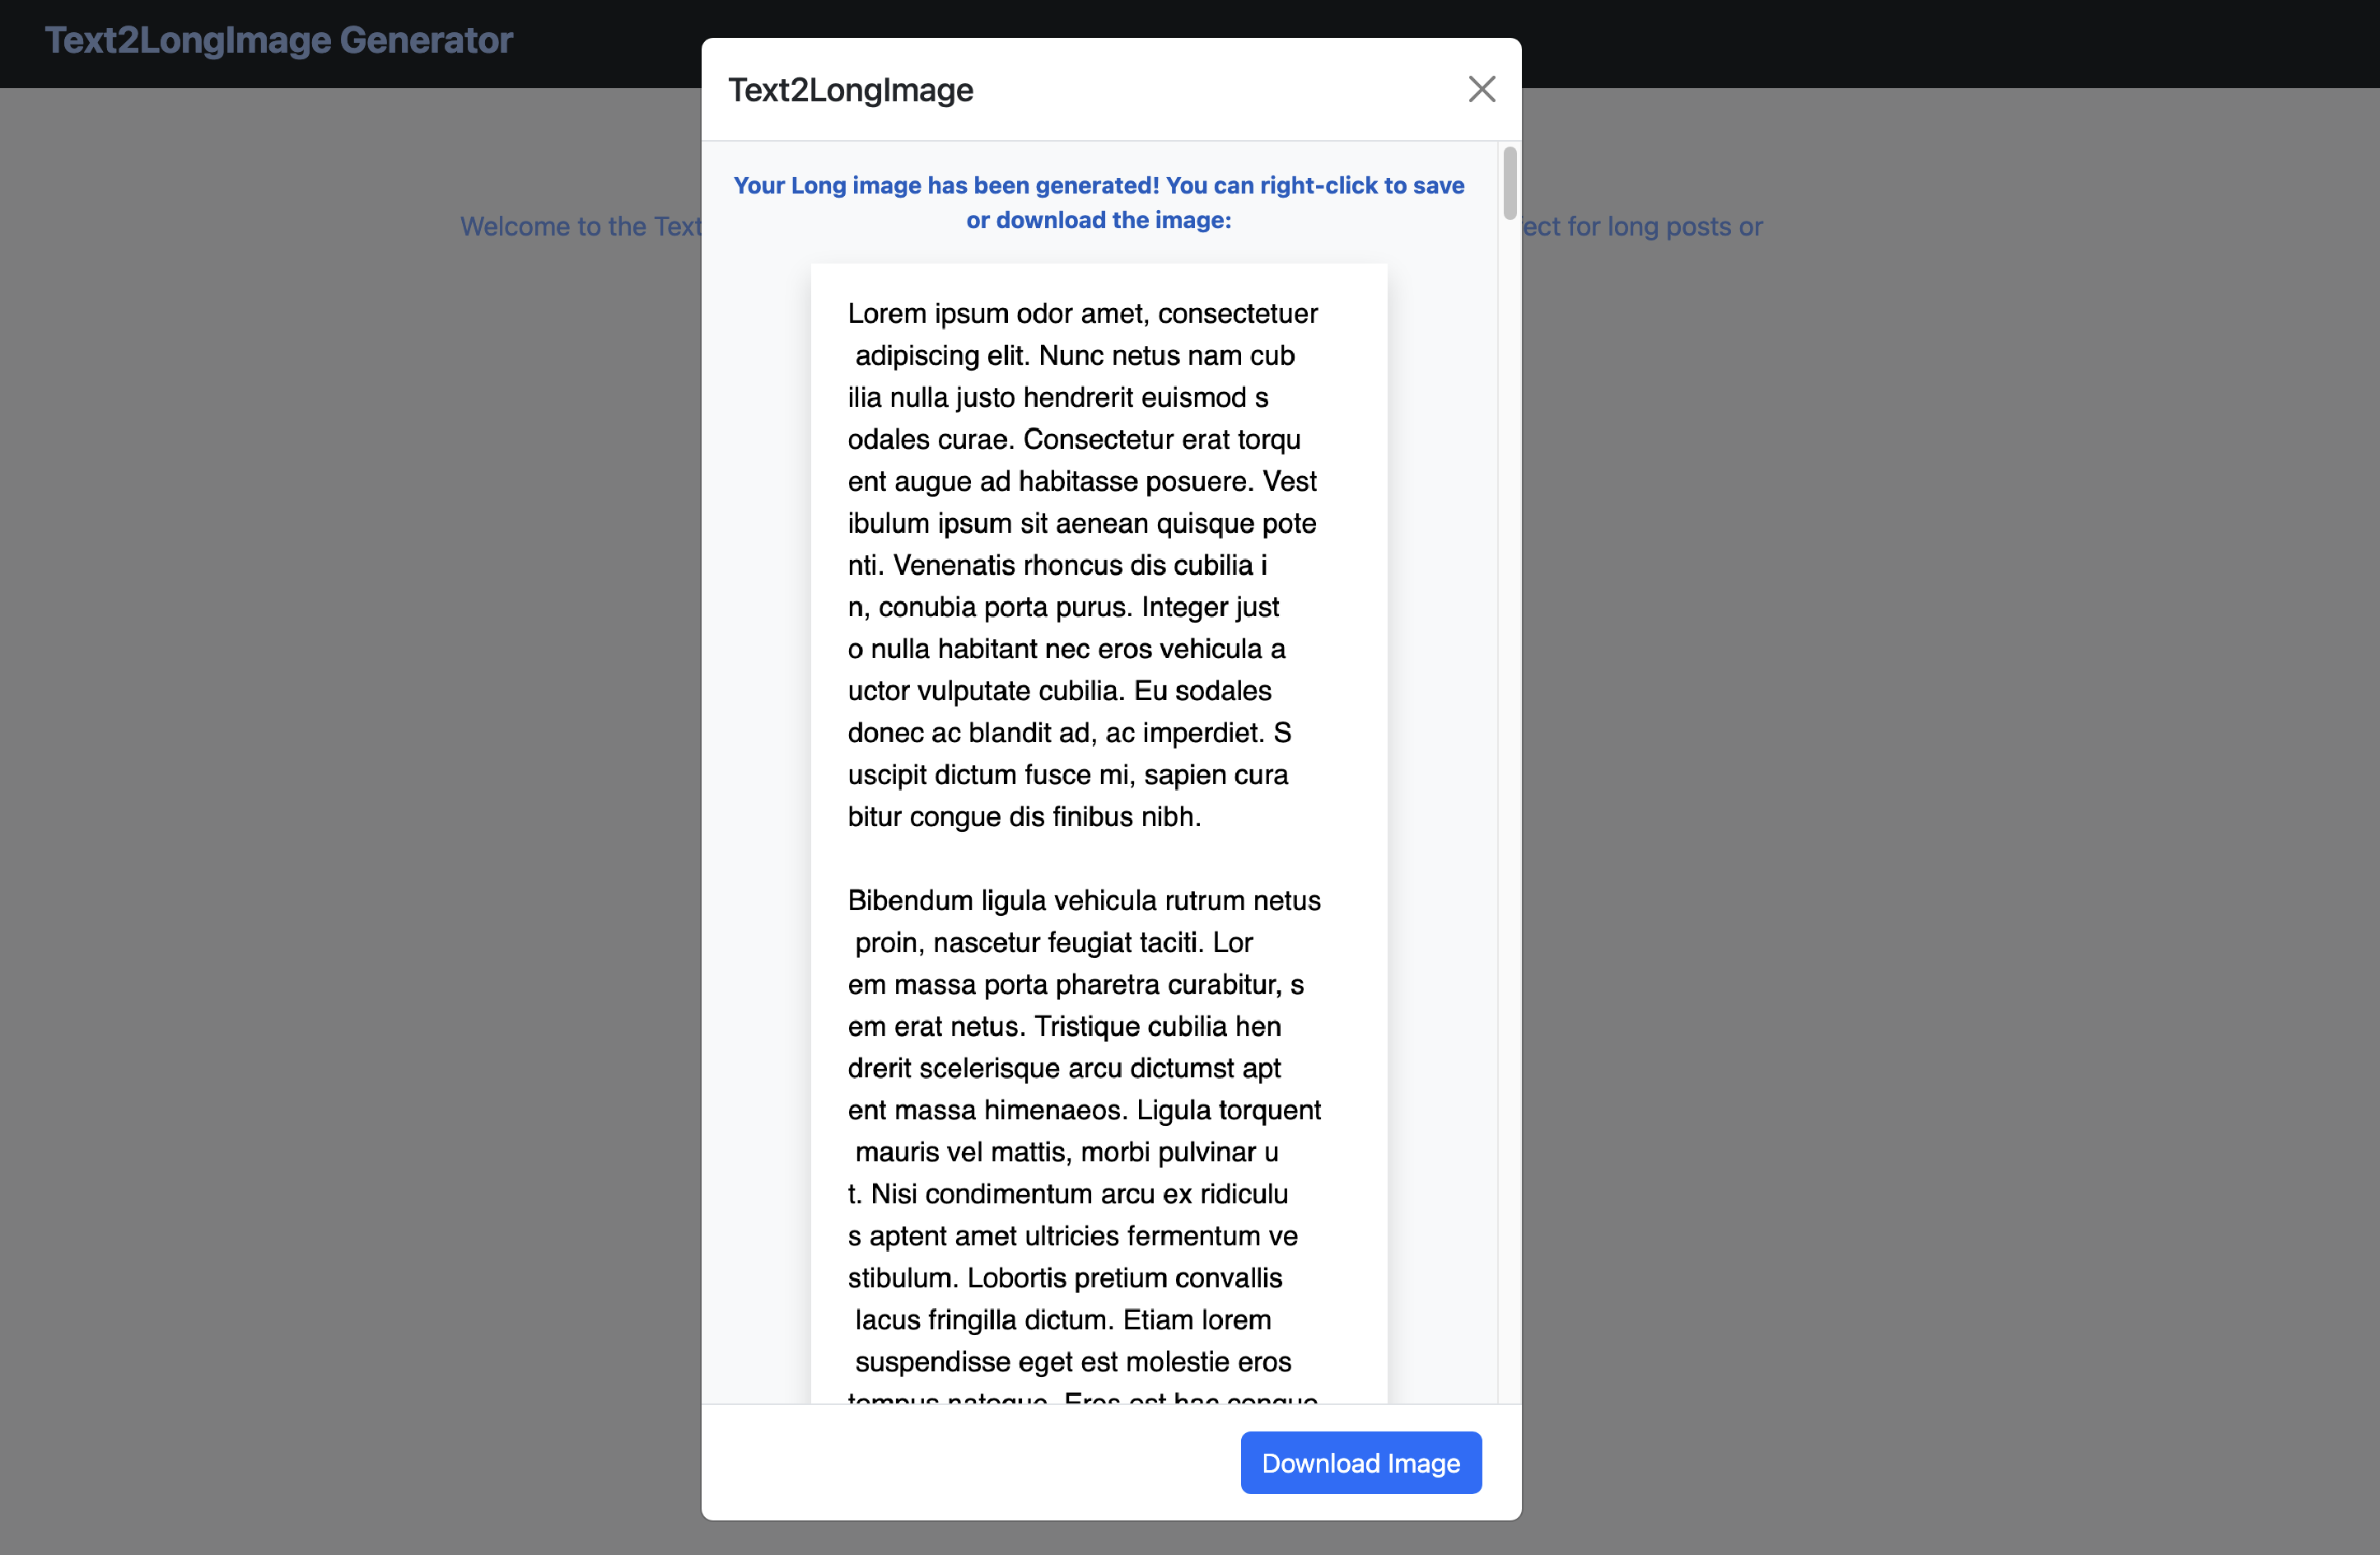 Text2LongImage Generator
Text2LongImage
Your Long image has been generated! You can right-click to save
or download the image:
Welcome to the Text
ect for long posts or
Lorem ipsum odor amet, consectetuer
adipiscing elit. Nunc netus nam cub
ilia nulla justo hendrerit euismod s
odales curae. Consectetur erat torqu
ent augue ad habitasse posuere. Vest
ibulum ipsum sit aenean quisque pote
nti. Venenatis rhoncus dis cubilia i
n, conubia porta purus. Integer just
o nulla habitant nec eros vehicula a
uctor vulputate cubilia. Eu sodales
donec ac blandit ad, ac imperdiet. S
uscipit dictum fusce mi, sapien cura
bitur congue dis finibus nibh.
Bibendum ligula vehicula rutrum netus
proin, nascetur feugiat taciti. Lor
em massa porta pharetra curabitur, s
em erat netus. Tristique cubilia hen
drerit scelerisque arcu dictumst apt
ent massa himenaeos. Ligula torquent
mauris vel mattis, morbi pulvinar u
t. Nisi condimentum arcu ex ridiculu
s aptent amet ultricies fermentum ve
stibulum. Lobortis pretium convallis
lacus fringilla dictum. Etiam lorem
suspendisse eget est molestie eros
tempus natoque. Eros est hac congue
Download Image